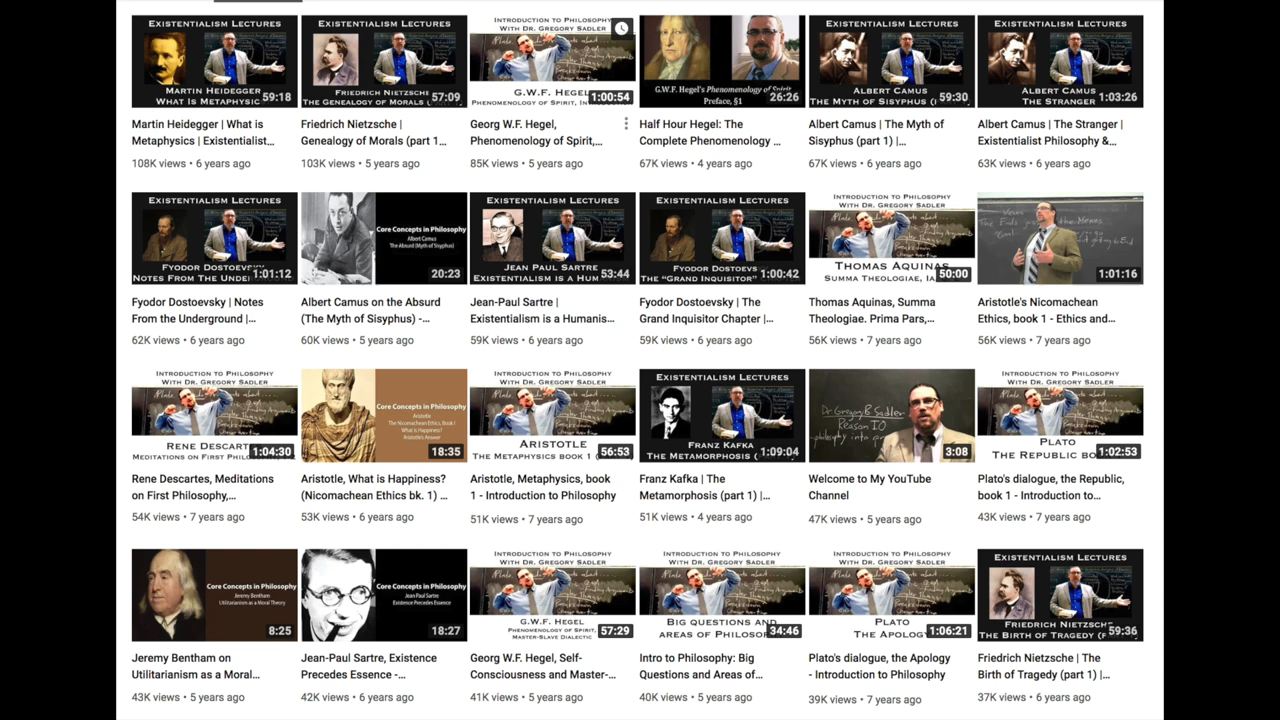 EXISTENTIALISM LECTURES
MARTIN HEIDEGGER
WHAT IS METAPHYSIC
59:18
Martin Heidegger | What is
Metaphysics | Existentialist...
108K views • 6 years ago
EXISTENTIALISM LECTURES
FRIEDRICH NIETZSCHE
THE GENEALOGY OF MORALS
57:09
Friedrich Nietzsche |
Genealogy of Morals (part 1...
103K views • 5 years ago
INTRODUCTION TO PHILOSOPHY
WITH DR. GREGORY SADLER
G.W.F. HEGEL
PHENOMENOLOGY OF SPIRIT,
1:00:54
Georg W.F. Hegel,
Phenomenology of Spirit,...
85K views • 5 years ago
G.W.F. Hegel's Phenomenology of Spirit
Preface, §1
26:26
Half Hour Hegel: The
Complete Phenomenology ...
67K views • 4 years ago
EXISTENTIALISM LECTURES
ALBERT CAMUS
THE MYTH OF SISYPHUS
59:30
Albert Camus | The Myth of
Sisyphus (part 1) |...
67K views • 6 years ago
EXISTENTIALISM LECTURES
ALBERT CAMUS
THE STRANGER
1:03:26
Albert Camus | The Stranger |
Existentialist Philosophy &...
63K views • 6 years ago
EXISTENTIALISM LECTURES
FYODOR DOSTOEVSKY
NOTES FROM THE UNDE
1:01:12
Fyodor Dostoevsky | Notes
From the Underground |...
62K views • 6 years ago
Core Concepts in Philosophy
Albert Camus
The Absurd (Myth of Sisyphus)
20:23
Albert Camus on the Absurd
(The Myth of Sisyphus) -...
60K views • 5 years ago
EXISTENTIALISM LECTURES
JEAN PAUL SARTRE
EXISTENTIALISM IS A HUM
53:44
Jean-Paul Sartre |
Existentialism is a Humanis...
59K views • 6 years ago
EXISTENTIALISM LECTURES
FYODOR DOSTOEVS
THE "GRAND INQUISITOR"
1:00:42
Fyodor Dostoevsky | The
Grand Inquisitor Chapter |...
59K views • 6 years ago
INTRODUCTION TO PHILOSOPHY
WITH DR. GREGORY SADLER
THOMAS AQUINAS
SUMMA THEOLOGIAE, IA
50:00
Thomas Aquinas, Summa
Theologiae. Prima Pars,...
56K views • 7 years ago
1:01:16
Aristotle's Nicomachean
Ethics, book 1 - Ethics and...
56K views • 7 years ago
INTRODUCTION TO PHILOSOPHY
WITH DR. GREGORY SADLER
RENE DESCART
MEDITATIONS ON FIRST PHILO
1:04:30
Rene Descartes, Meditations
on First Philosophy,...
54K views • 7 years ago
Core Concepts in Philosophy
Aristotle
The Nicomachean Ethics, Book I
What is Happiness?
Aristotle's Answer
18:35
Aristotle, What is Happiness?
(Nicomachean Ethics bk. 1) ...
53K views • 6 years ago
INTRODUCTION TO PHILOSOPHY
WITH DR. GREGORY SADLER
ARISTOTLE
THE METAPHYSICS BOOK 1
56:53
Aristotle, Metaphysics, book
1 - Introduction to Philosophy
51K views • 7 years ago
EXISTENTIALISM LECTURES
FRANZ KAFKA
THE METAMORPHOSIS
1:09:04
Franz Kafka | The
Metamorphosis (part 1) |...
51K views • 4 years ago
Dr. Gregory B Sadler
Reason IO
philosophy into pr
3:08
Welcome to My YouTube
Channel
47K views • 5 years ago
INTRODUCTION TO PHILOSOPHY
WITH DR. GREGORY SADLER
PLATO
THE REPUBLIC BO
1:02:53
Plato's dialogue, the Republic,
book 1 - Introduction to...
43K views • 7 years ago
Core Concepts in Philosophy
Jeremy Bentham
Utilitarianism as a Moral Theory
8:25
Jeremy Bentham on
Utilitarianism as a Moral...
43K views • 5 years ago
Core Concepts in Philosophy
Jean Paul Sartre
Existence Precedes Essence
18:27
Jean-Paul Sartre, Existence
Precedes Essence -...
42K views • 6 years ago
INTRODUCTION TO PHILOSOPHY
WITH DR. GREGORY SADLER
G.W.F. HEGEL
PHENOMENOLOGY OF SPIRIT,
MASTER-SLAVE DIALECTIC
57:29
Georg W.F. Hegel, Self-
Consciousness and Master-...
41K views • 5 years ago
INTRODUCTION TO PHILOSOPHY
WITH DR. GREGORY SADLER
BIG QUESTIONS AND
AREAS OF PHILOSO
34:46
Intro to Philosophy: Big
Questions and Areas of...
40K views • 5 years ago
INTRODUCTION TO PHILOSOPHY
WITH DR. GREGORY SADLER
PLATO
THE APOLOG
1:06:21
Plato's dialogue, the Apology
- Introduction to Philosophy
39K views • 7 years ago
EXISTENTIALISM LECTURES
FRIEDRICH NIETZSCHE
THE BIRTH OF TRAGEDY
59:36
Friedrich Nietzsche | The
Birth of Tragedy (part 1) |...
37K views • 6 years ago